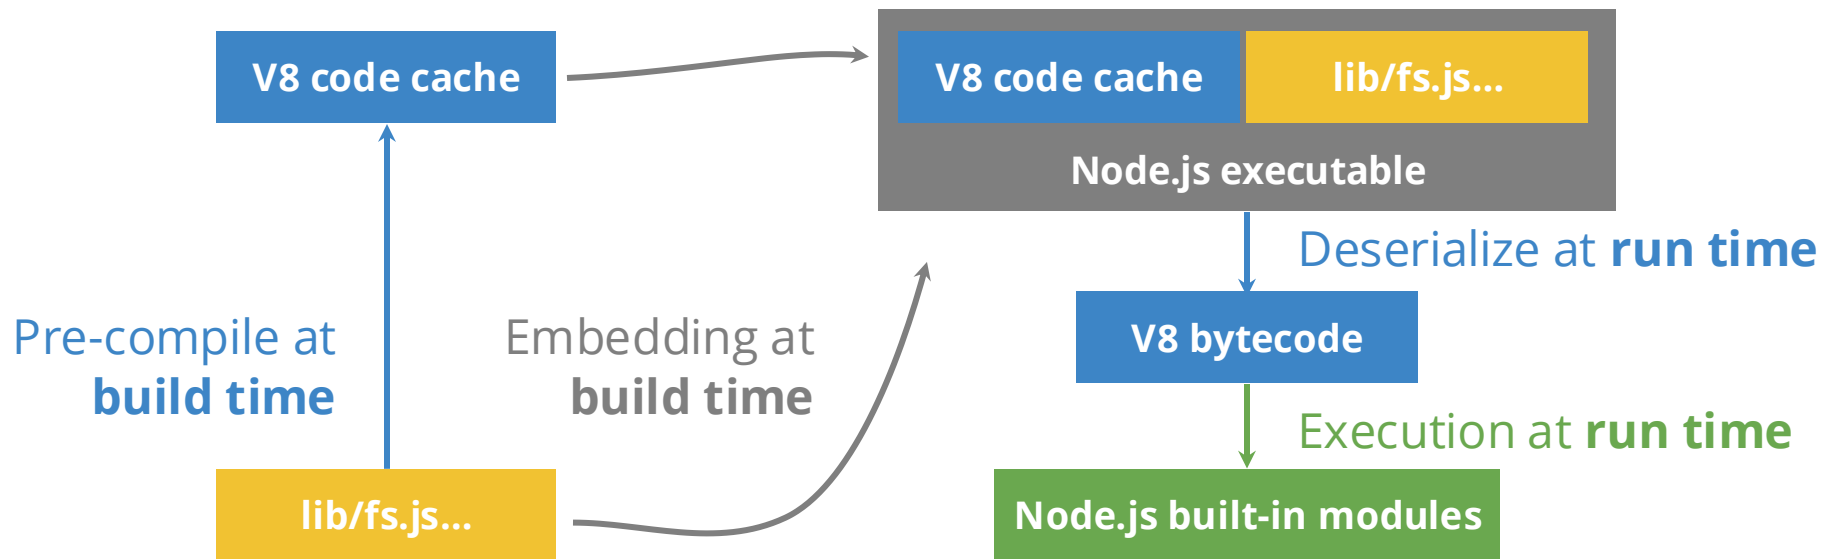 V8 code cache
V8 code cache
lib/fs.js...
Node.js executable
Deserialize at run time
Pre-compile at
build time
Embedding at
build time
V8 bytecode
Execution at run time
lib/fs.js...
Node.js built-in modules